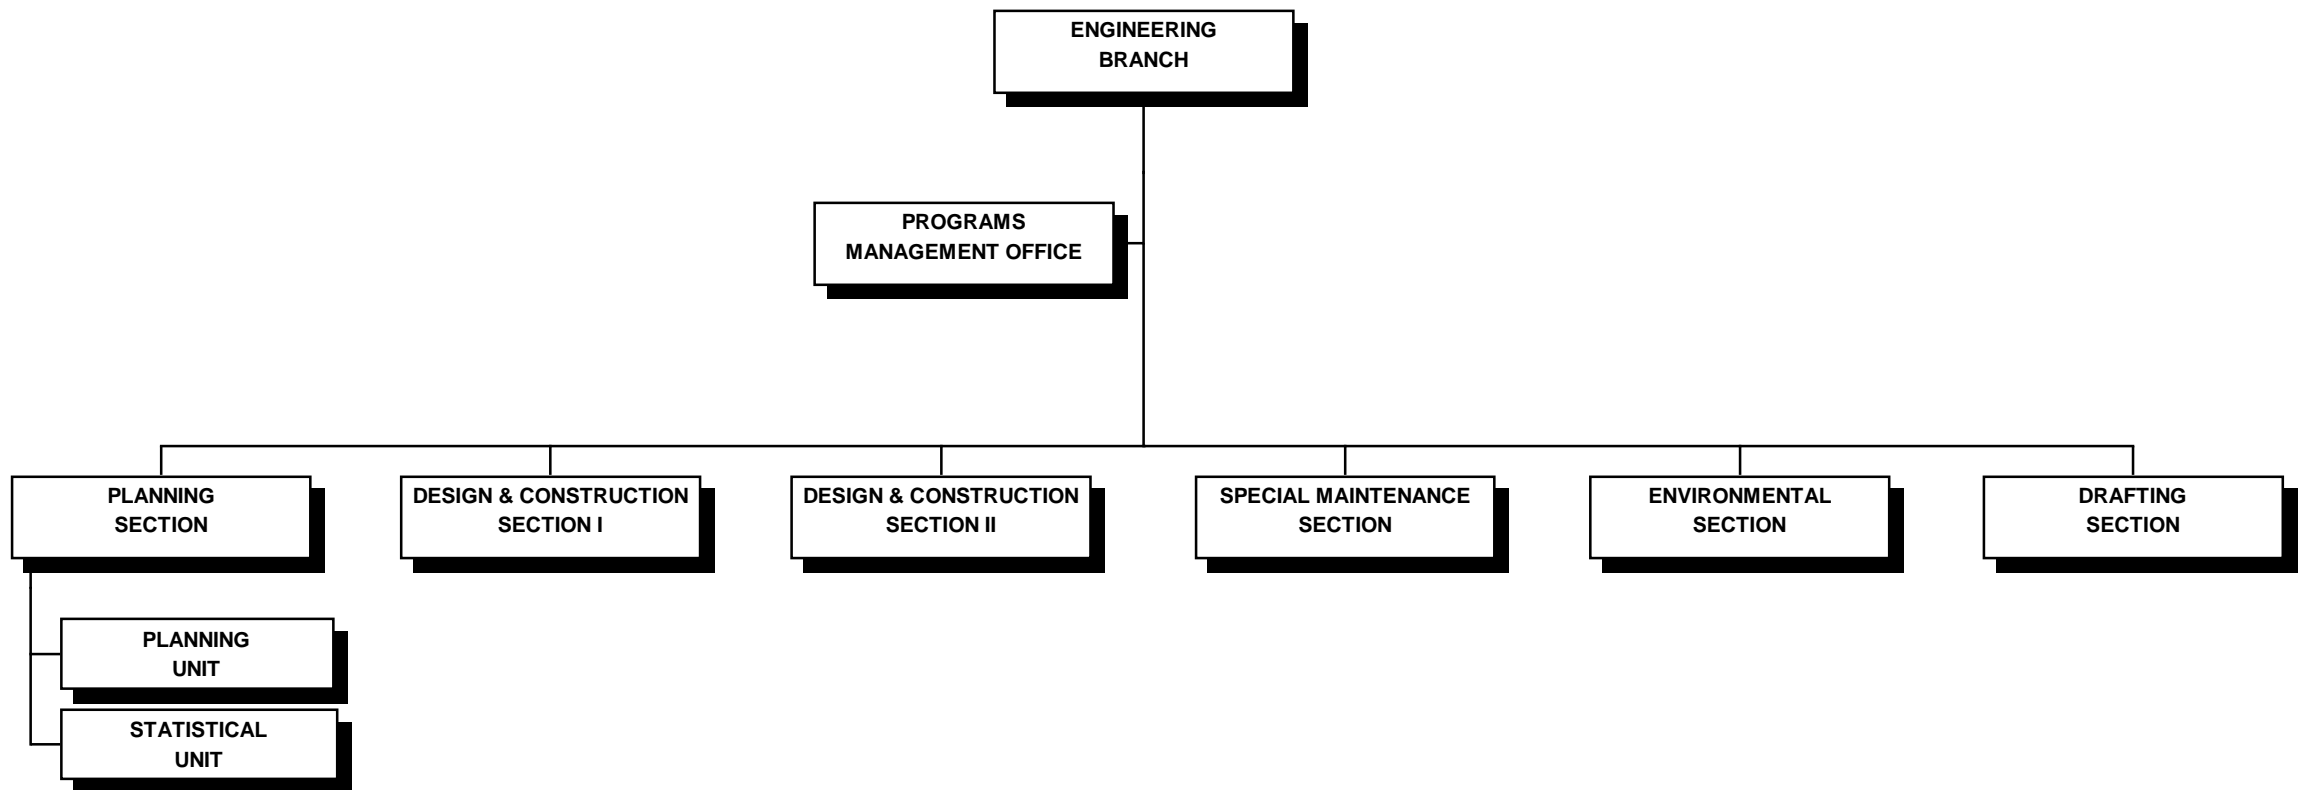 ENGINEERING
BRANCH
PROGRAMS
MANAGEMENT OFFICE
PLANNING
SECTION
DESIGN & CONSTRUCTION
SECTION I
DESIGN & CONSTRUCTION
SECTION II
SPECIAL MAINTENANCE
SECTION
ENVIRONMENTAL
SECTION
DRAFTING
SECTION
PLANNING
UNIT
STATISTICAL
UNIT